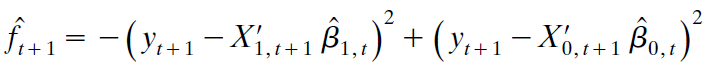 $\hat{f}_{t+1} = -\left(y_{t+1} - X'_{1,t+1}\,\hat{\beta}_{1,t}\right)^2 + \left(y_{t+1} - X'_{0,t+1}\,\hat{\beta}_{0,t}\right)^2$